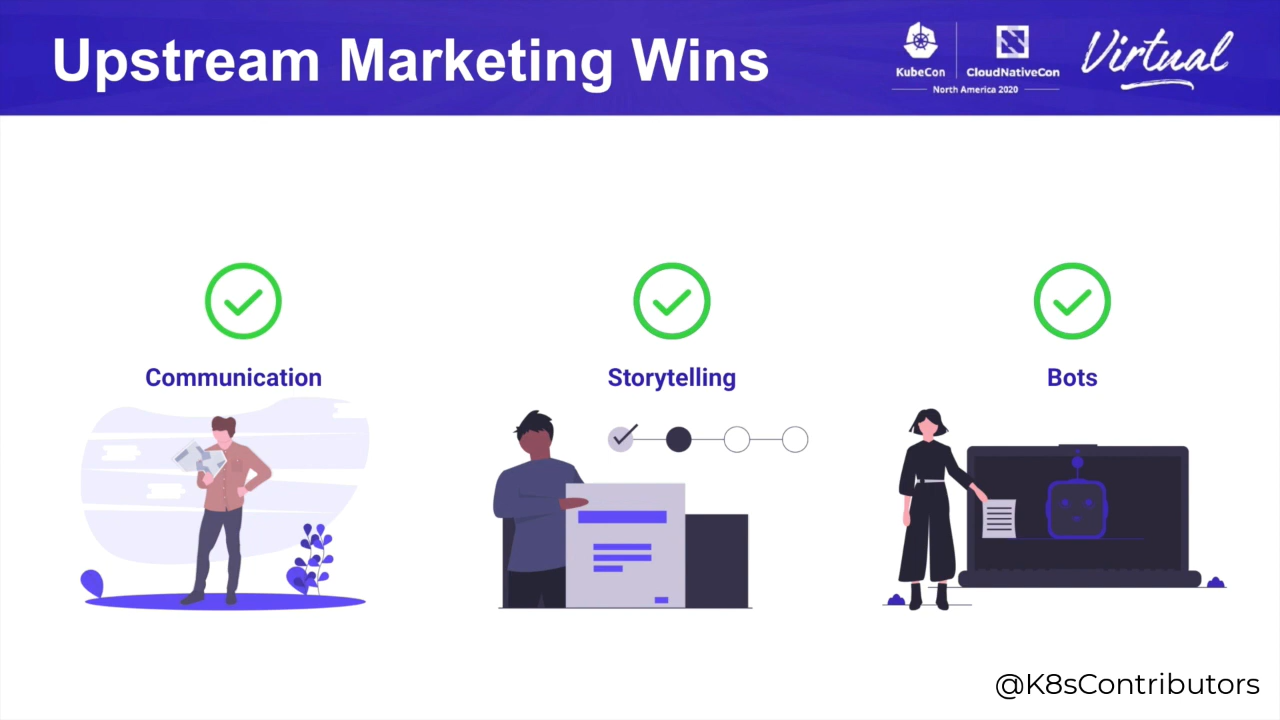 Upstream Marketing Wins
KubeCon
CloudNativeCon
North America 2020
Virtual
Communication
Storytelling
Bots
@K8sContributors